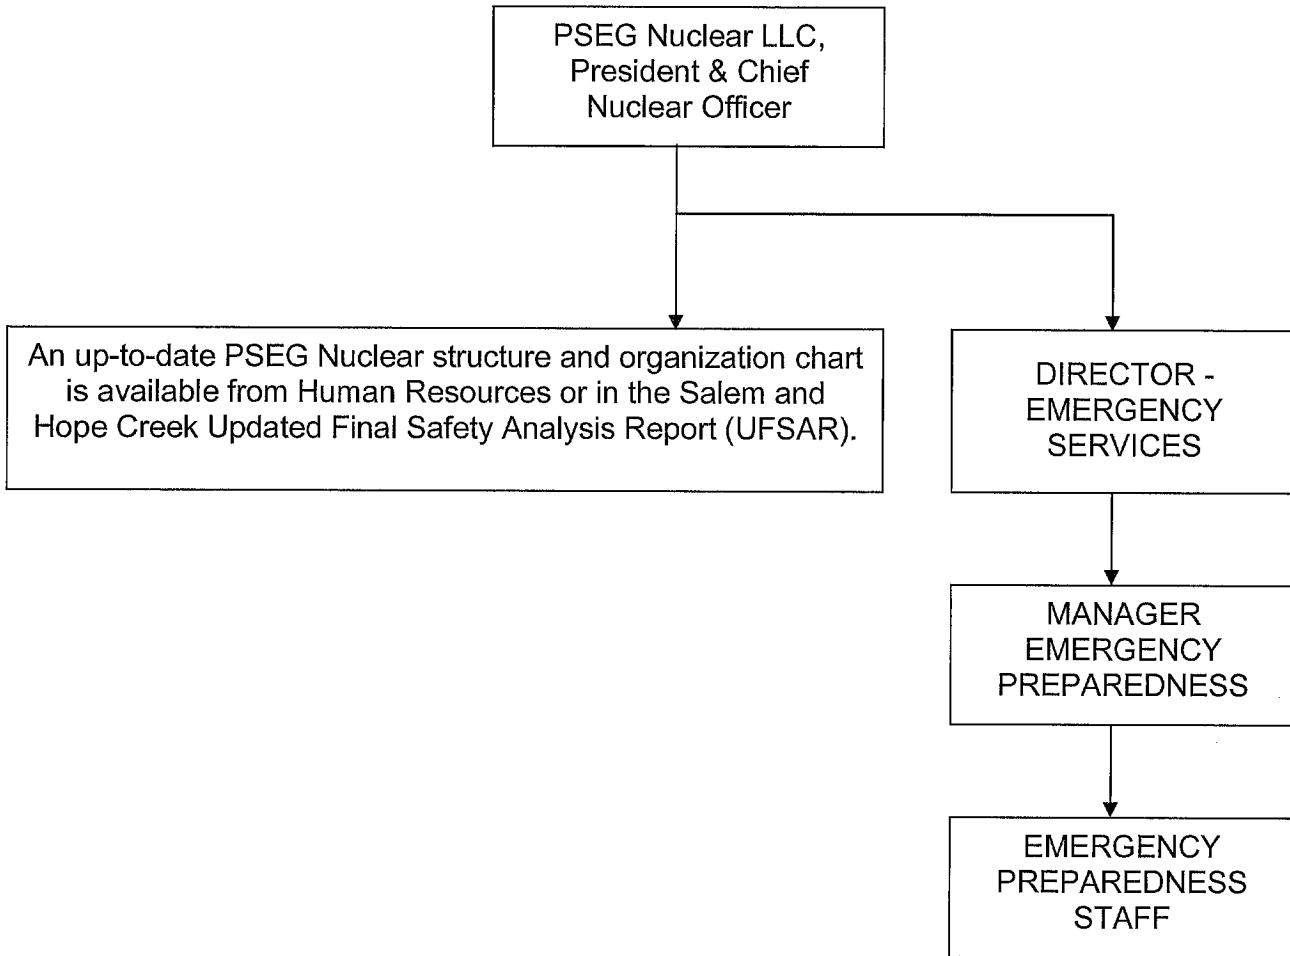 PSEG Nuclear LLC,
President & Chief
Nuclear Officer
An up-to-date PSEG Nuclear structure and organization chart
is available from Human Resources or in the Salem and
Hope Creek Updated Final Safety Analysis Report (UFSAR).
DIRECTOR -
EMERGENCY
SERVICES
MANAGER
EMERGENCY
PREPAREDNESS
EMERGENCY
PREPAREDNESS
STAFF